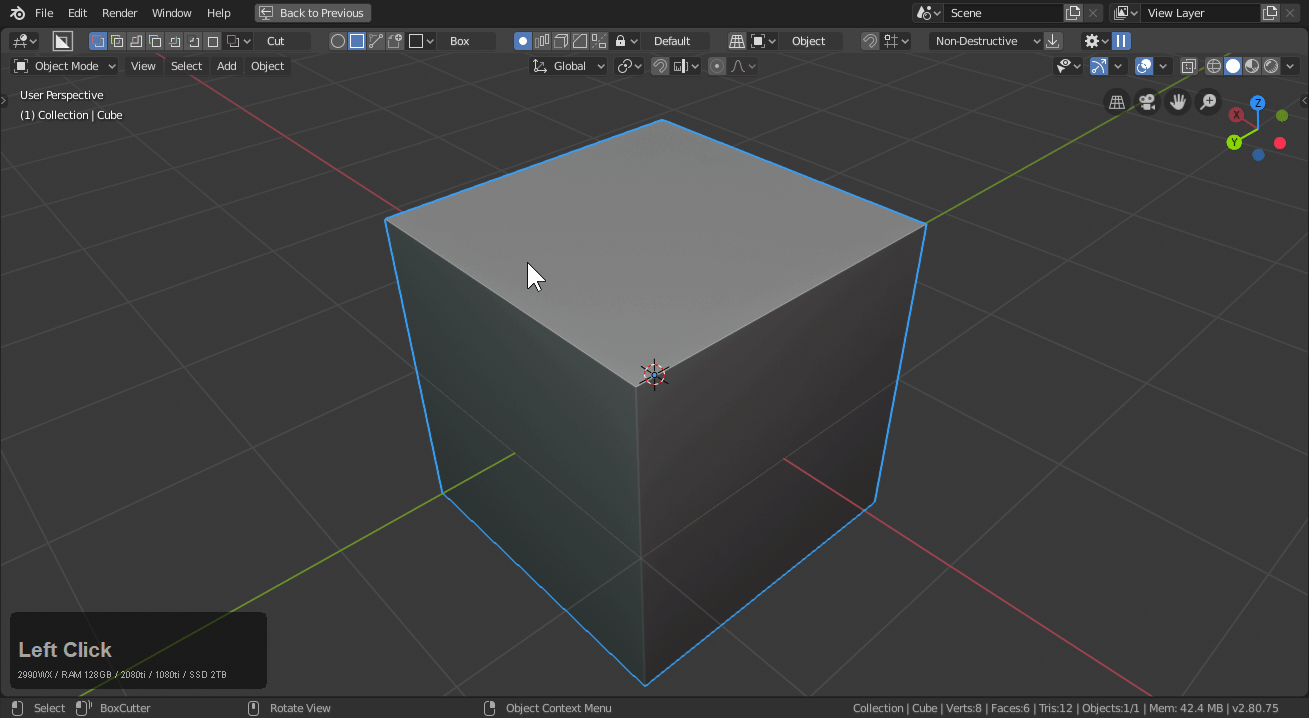 File Edit Render Window Help Back to Previous Scene View Layer
Cut Box Default Object Non-Destructive
Object Mode View Select Add Object Global
User Perspective
(1) Collection | Cube
Z
X
Y
Left Click
2990WX / RAM 128GB / 2080ti / 1080ti / SSD 2TB
Select BoxCutter Rotate View Object Context Menu Collection | Cube | Verts:8 | Faces:6 | Tris:12 | Objects:1/1 | Mem: 42.4 MB | v2.80.75